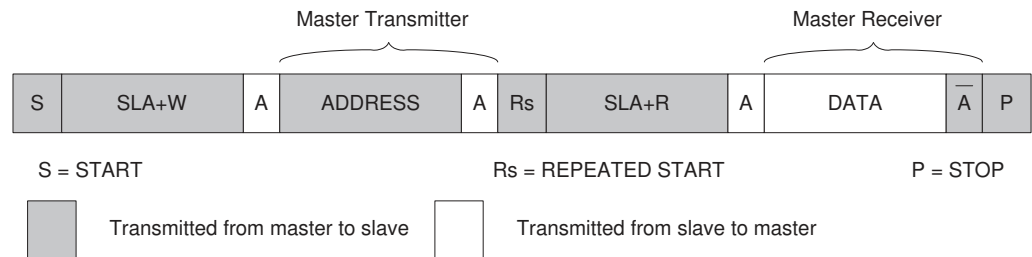 Master Transmitter Master Receiver
S SLA+W A ADDRESS A Rs SLA+R A DATA A̅ P
S = START Rs = REPEATED START P = STOP
Transmitted from master to slave Transmitted from slave to master